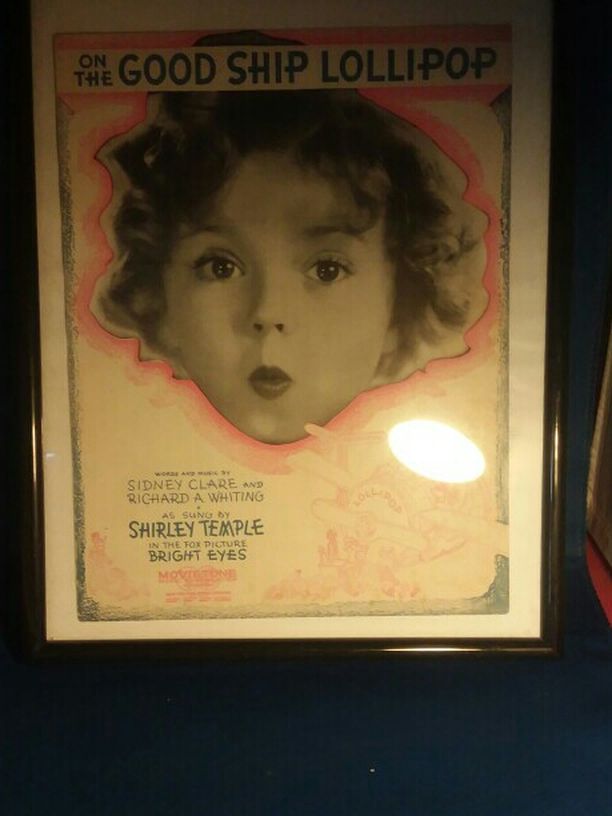 ON THE GOOD SHIP LOLLIPOP
WORDS AND MUSIC BY
SIDNEY CLARE AND
RICHARD A. WHITING
AS SUNG BY
SHIRLEY TEMPLE
IN THE FOX PICTURE
BRIGHT EYES
MOVIETONE
LOLLIPOP